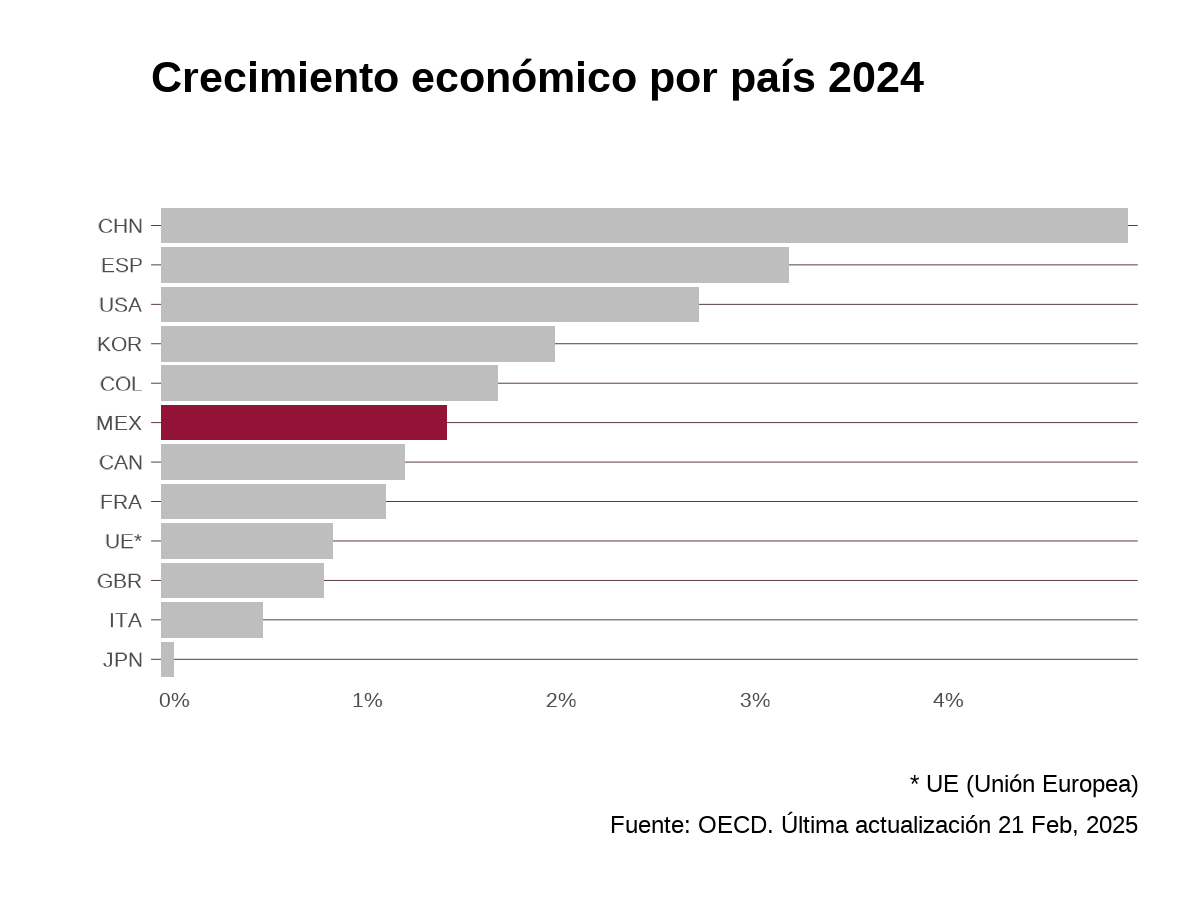 Crecimiento económico por país 2024
CHN
ESP
USA
KOR
COL
MEX
CAN
FRA
UE*
GBR
ITA
JPN
0% 1% 2% 3% 4%
* UE (Unión Europea)
Fuente: OECD. Última actualización 21 Feb, 2025